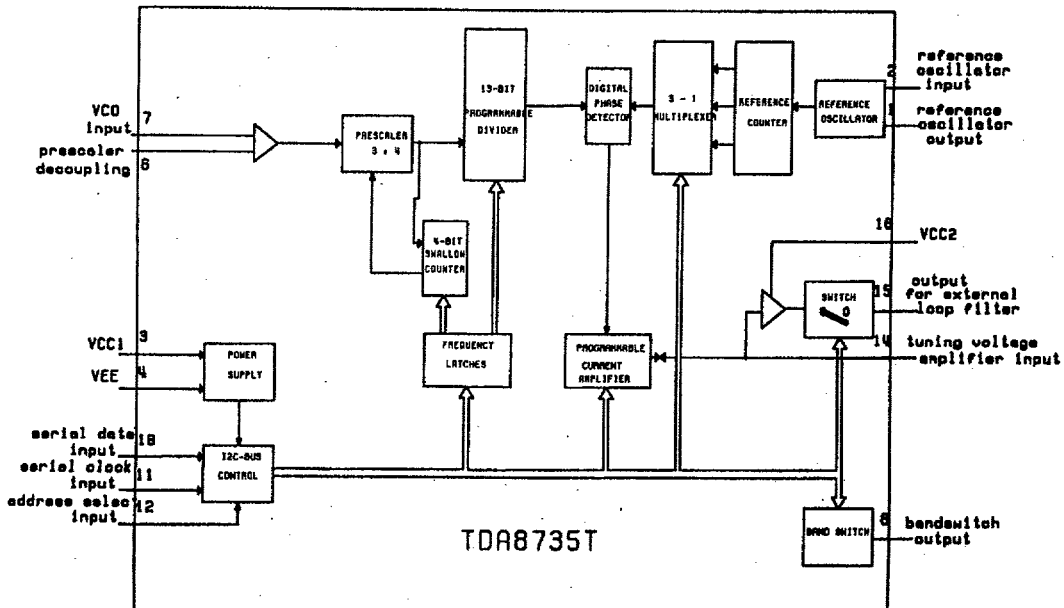 reference
oscillator
input
2
1
reference
oscillator
output
VCO
input
7
prescaler
decoupling
6
PRESCALER
3 , 4
13-BIT
PROGRAMMABLE
DIVIDER
DIGITAL
PHASE
DETECTOR
3 - 1
MULTIPLEXER
REFERENCE
COUNTER
REFERENCE
OSCILLATOR
4-BIT
SWALLOW
COUNTER
16
VCC2
SWITCH
15
output
for external
loop filter
14
tuning voltage
amplifier input
FREQUENCY
LATCHES
PROGRAMMABLE
CURRENT
AMPLIFIER
VCC1
3
VEE
4
POWER
SUPPLY
serial data
input
10
serial clock
input
11
address selec
input
12
I2C-BUS
CONTROL
TDA8735T
BAND SWITCH
8
bandswitch
output